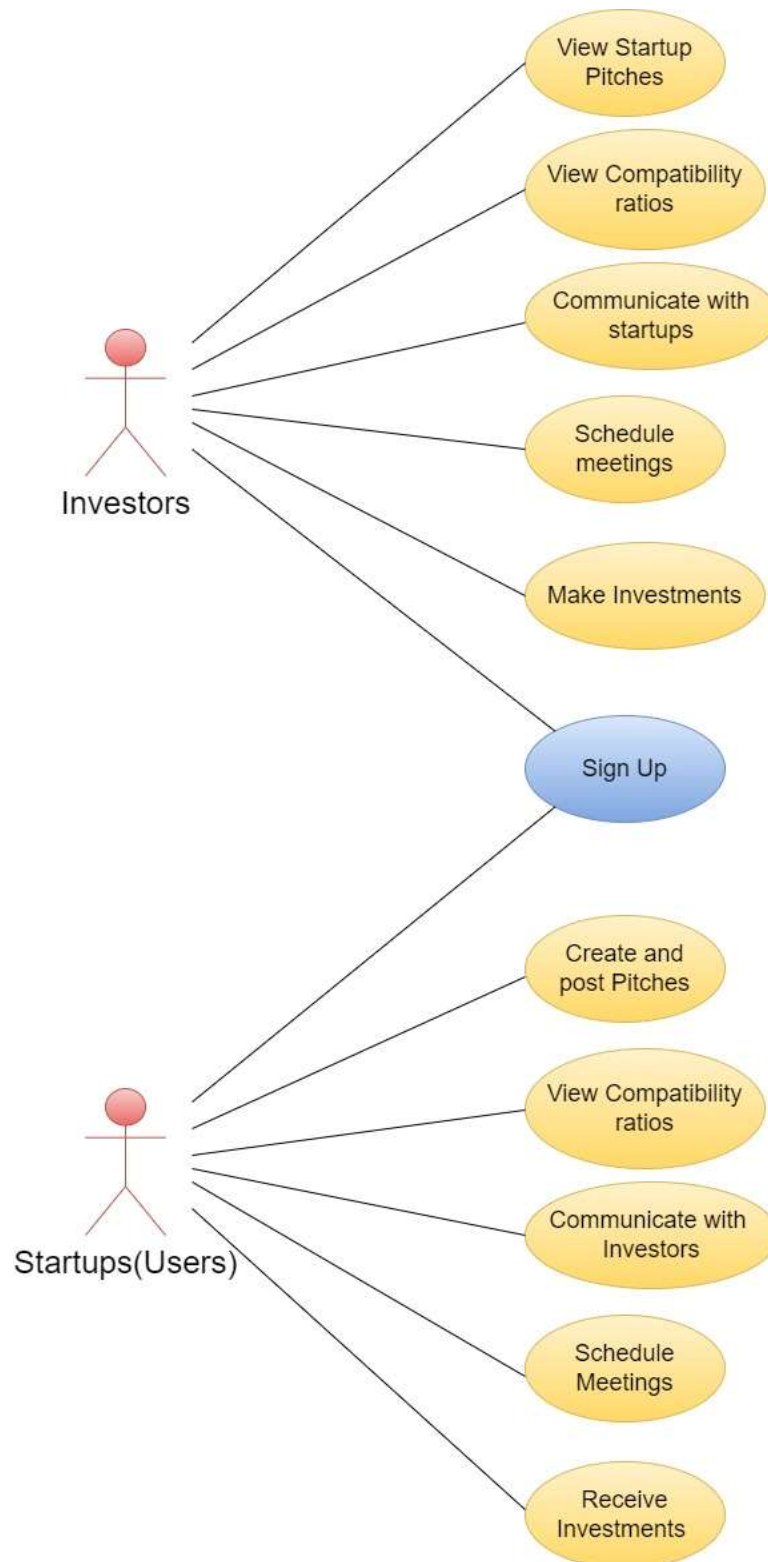 View Startup
Pitches
View Compatibility
ratios
Communicate with
startups
Schedule
meetings
Investors
Make Investments
Sign Up
Create and
post Pitches
View Compatibility
ratios
Communicate with
Investors
Startups(Users)
Schedule
Meetings
Receive
Investments